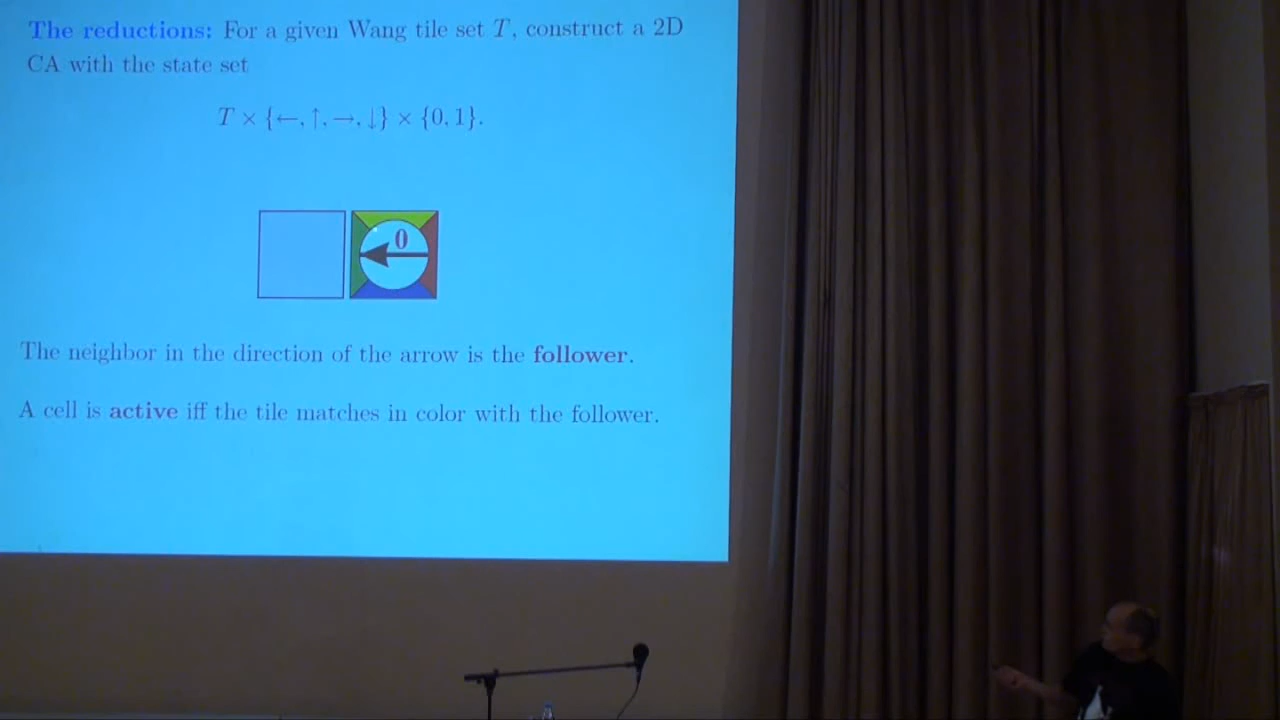 The reductions: For a given Wang tile set T, construct a 2D
CA with the state set
T × {←, ↑, →, ↓} × {0, 1}.
0
The neighbor in the direction of the arrow is the follower.
A cell is active iff the tile matches in color with the follower.